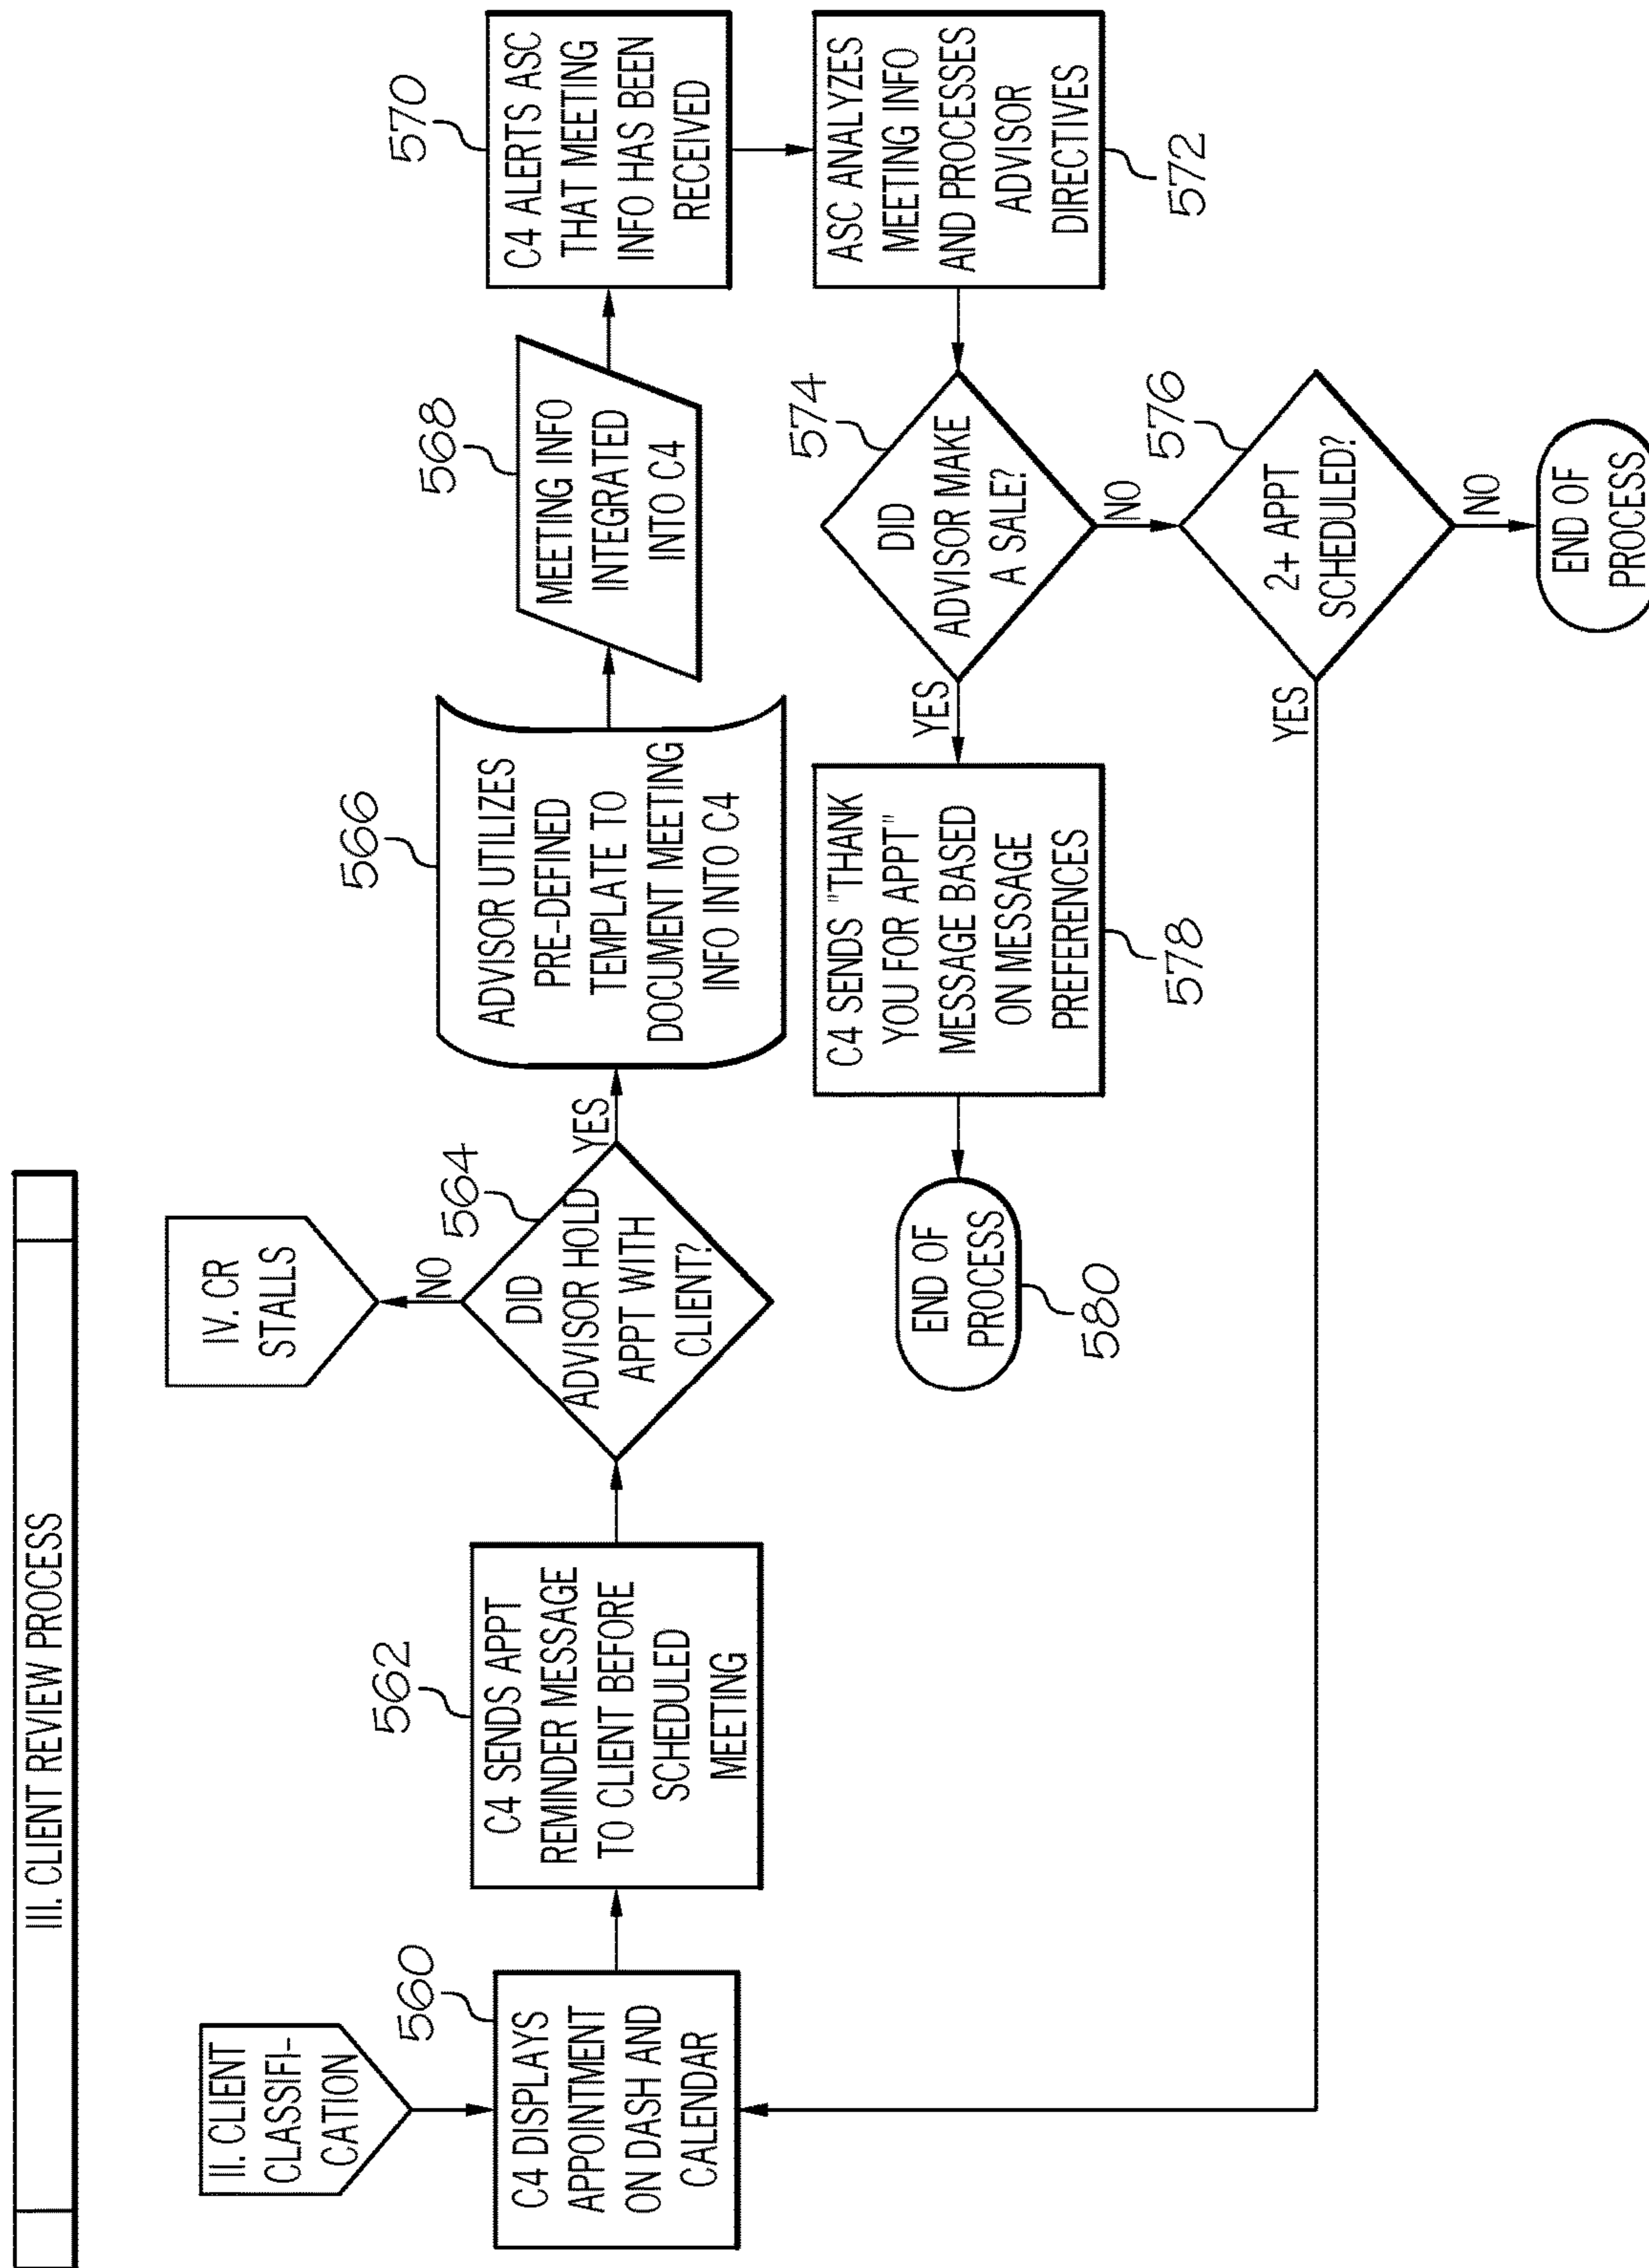 III. CLIENT REVIEW PROCESS
II. CLIENT
CLASSIFI-
CATION
560
C4 DISPLAYS
APPOINTMENT
ON DASH AND
CALENDAR
562
C4 SENDS APPT
REMINDER MESSAGE
TO CLIENT BEFORE
SCHEDULED
MEETING
IV. CR
STALLS
NO
564
DID
ADVISOR HOLD
APPT WITH
CLIENT?
YES
566
ADVISOR UTILIZES
PRE-DEFINED
TEMPLATE TO
DOCUMENT MEETING
INFO INTO C4
568
MEETING INFO
INTEGRATED
INTO C4
570
C4 ALERTS ASC
THAT MEETING
INFO HAS BEEN
RECEIVED
ASC ANALYZES
MEETING INFO
AND PROCESSES
ADVISOR
DIRECTIVES
572
574
DID
ADVISOR MAKE
A SALE?
YES
NO
C4 SENDS "THANK
YOU FOR APPT"
MESSAGE BASED
ON MESSAGE
PREFERENCES
578
END OF
PROCESS
580
576
2+ APPT
SCHEDULED?
YES
NO
END OF
PROCESS